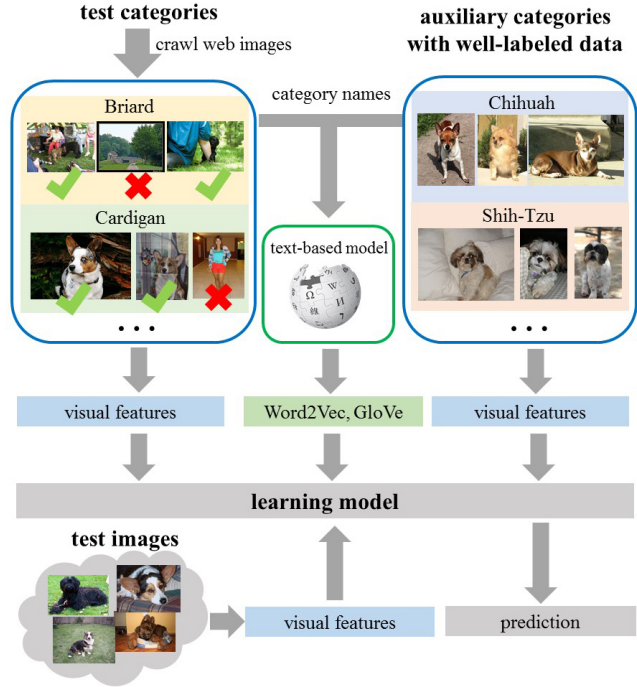 test categories
auxiliary categories
with well-labeled data
crawl web images
category names
Briard
Chihuah
Cardigan
Shih-Tzu
text-based model
Ω W
И
7
...
...
visual features
Word2Vec, GloVe
visual features
learning model
test images
visual features
prediction